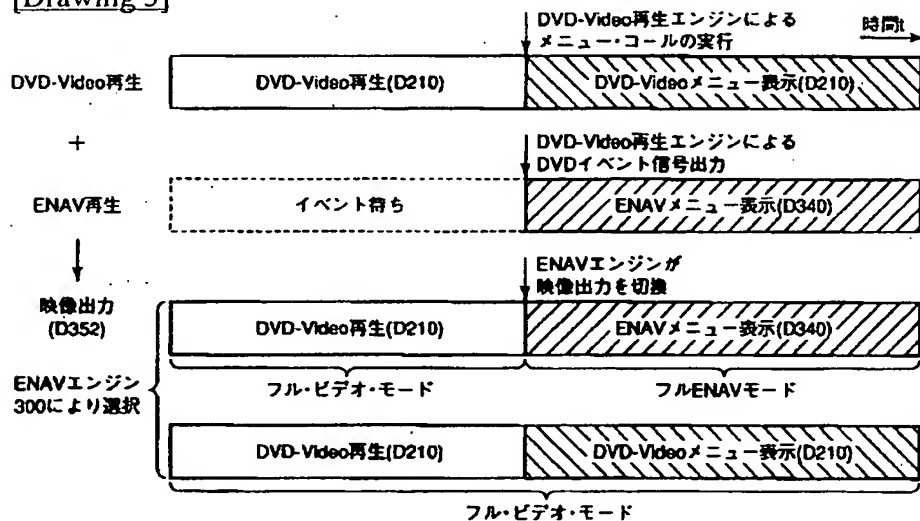 [Drawing 5]
DVD-Video再生エンジンによる
メニュー・コールの実行
時間t
DVD-Video再生
DVD-Video再生(D210)
DVD-Videoメニュー表示(D210)
+
DVD-Video再生エンジンによる
DVDイベント信号出力
ENAV再生
イベント待ち
ENAVメニュー表示(D340)
ENAVエンジンが
映像出力を切換
映像出力
(D352)
DVD-Video再生(D210)
ENAVメニュー表示(D340)
フル・ビデオ・モード
フルENAVモード
ENAVエンジン
300により選択
DVD-Video再生(D210)
DVD-Videoメニュー表示(D210)
フル・ビデオ・モード